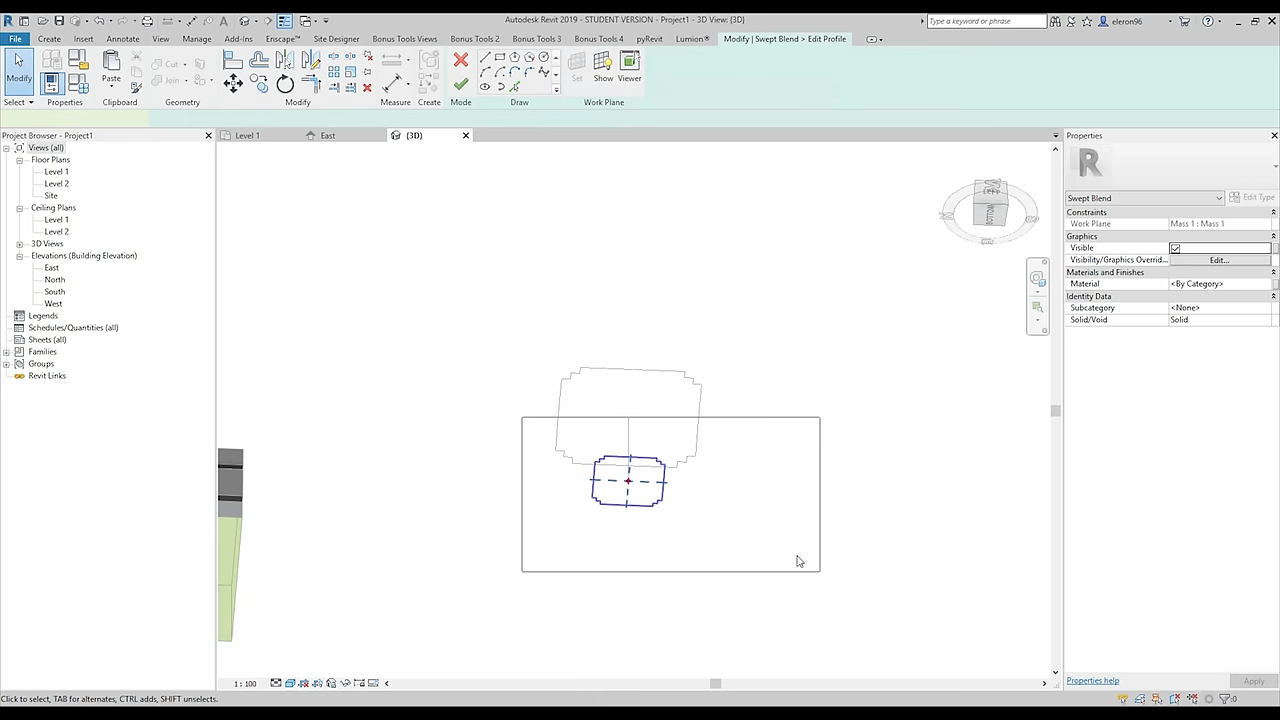 Autodesk Revit 2019 - STUDENT VERSION - Project1 - 3D View: {3D}
Type a keyword or phrase
eleron96
File Create Insert Annotate View Manage Add-Ins Enscape™ Site Designer Bonus Tools View Bonus Tools 2 Bonus Tools 3 Bonus Tools 4 pyRevit Lumion® Modify | Swept Blend > Edit Profile
Modify Paste Cut Join Set Show Viewer
Select Properties Clipboard Geometry Modify Measure Create Mode Draw Work Plane
Project Browser - Project1
Level 1 East {3D}
Views (all)
Floor Plans
Level 1
Level 2
Site
Ceiling Plans
Level 1
Level 2
3D Views
Elevations (Building Elevation)
East
North
South
West
Legends
Schedules/Quantities (all)
Sheets (all)
Families
Groups
Revit Links
BOTTOM
Properties
R
Swept Blend Edit Type
Constraints
Work Plane Mass 1 : Mass 1
Graphics
Visible
Visibility/Graphics Overrid... Edit...
Materials and Finishes
Material <By Category>
Identity Data
Subcategory <None>
Solid/Void Solid
Properties help Apply
1 : 100
Click to select, TAB for alternates, CTRL adds, SHIFT unselects.
:0